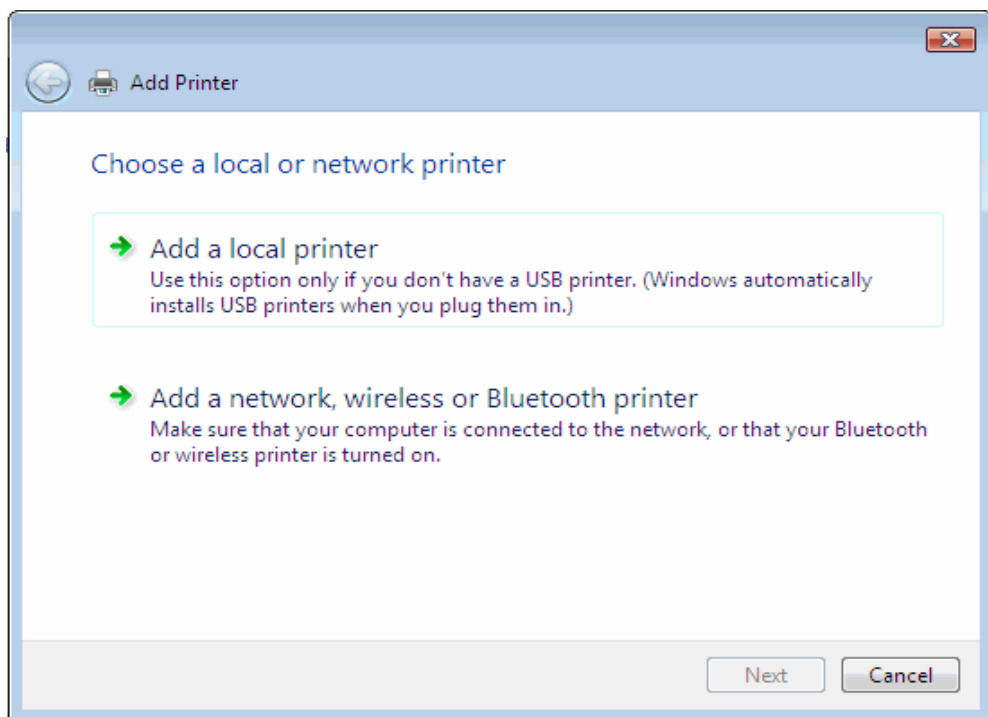 Add Printer
Choose a local or network printer
Add a local printer
Use this option only if you don't have a USB printer. (Windows automatically
installs USB printers when you plug them in.)
Add a network, wireless or Bluetooth printer
Make sure that your computer is connected to the network, or that your Bluetooth
or wireless printer is turned on.
Next
Cancel